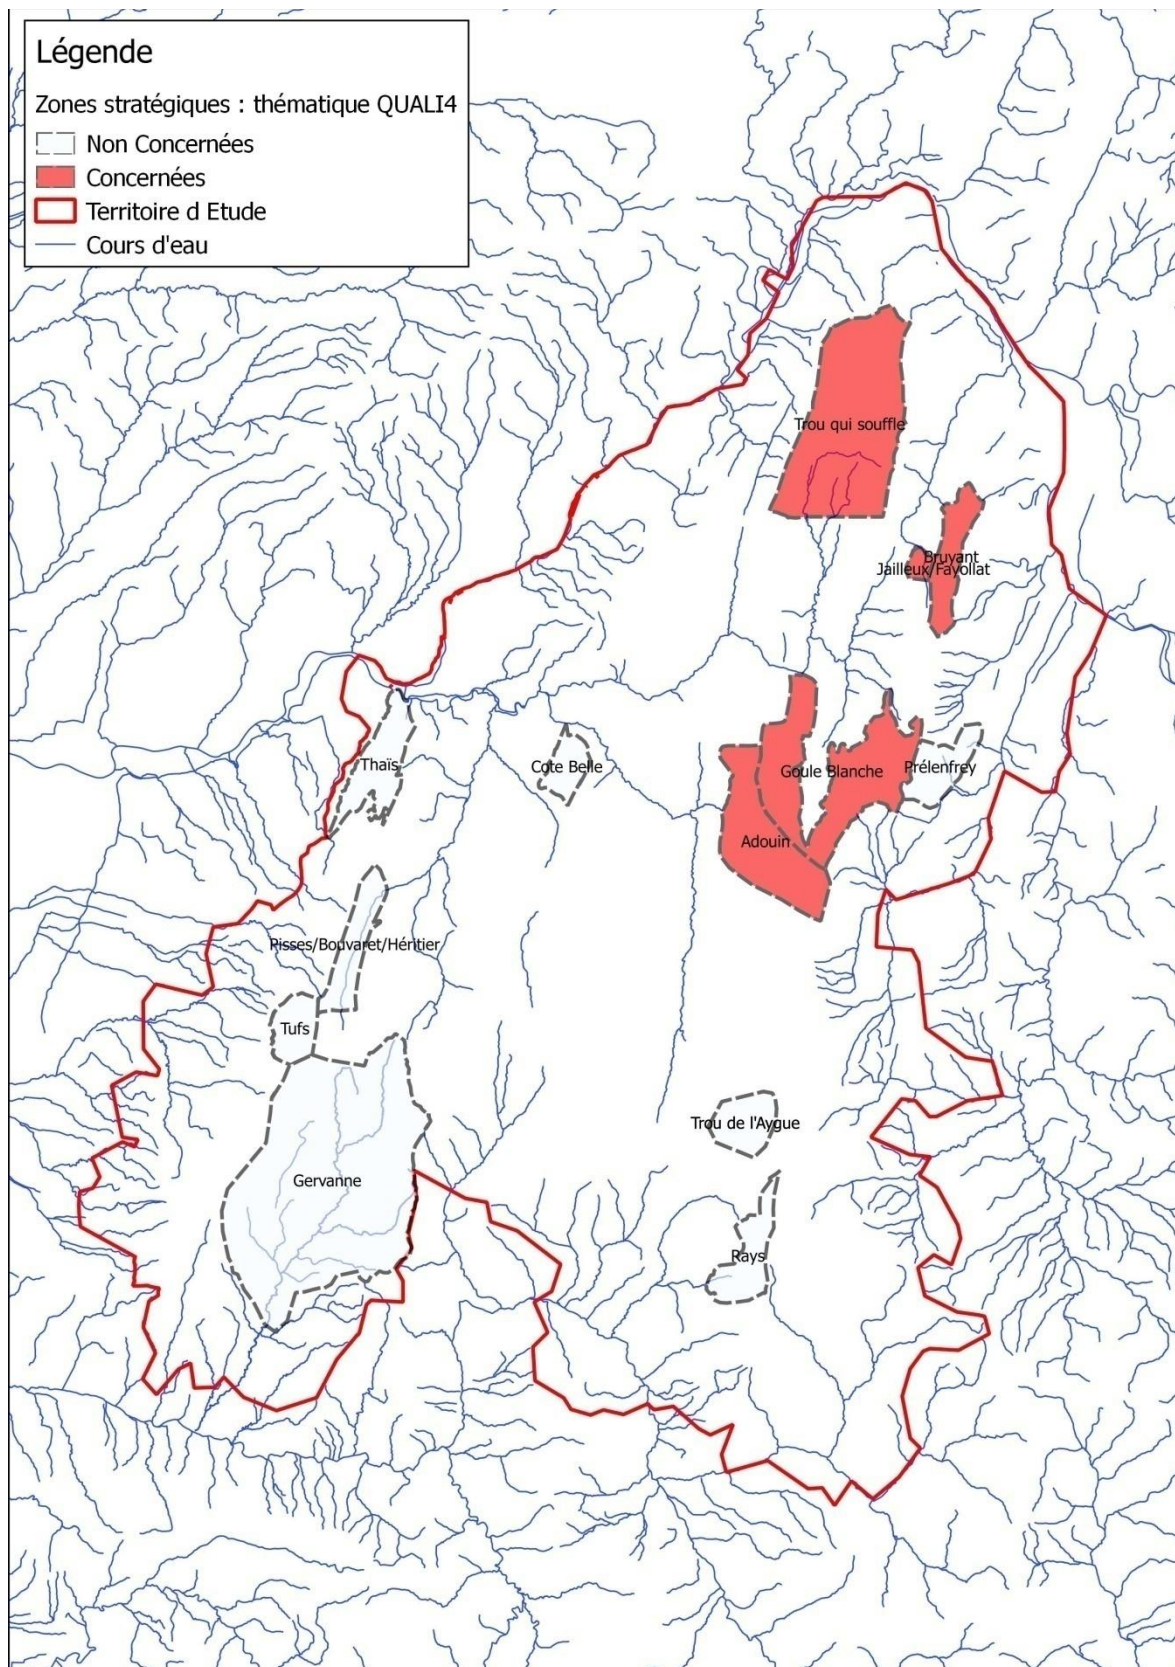 Légende
Zones stratégiques : thématique QUALI4
Non Concernées
Concernées
Territoire d Etude
Cours d'eau
Trou qui souffle
Bruyant
Jailleux/Fayollat
Thaïs
Cote Belle
Goule Blanche
Prélenfrey
Adouin
Pisses/Bouvaret/Héritier
Tufs
Trou de l'Aygue
Gervanne
Rays